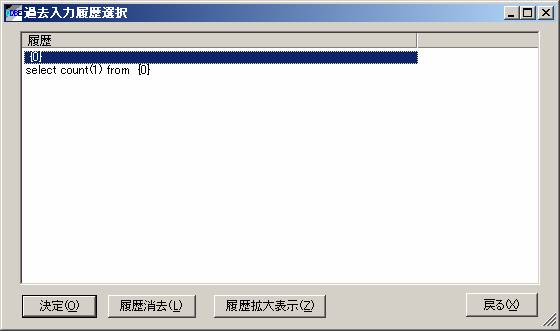 DBE
過去入力履歴選択
履歴
{0}
select count(1) from {0}
決定(O)
履歴消去(L)
履歴拡大表示(Z)
戻る(X)